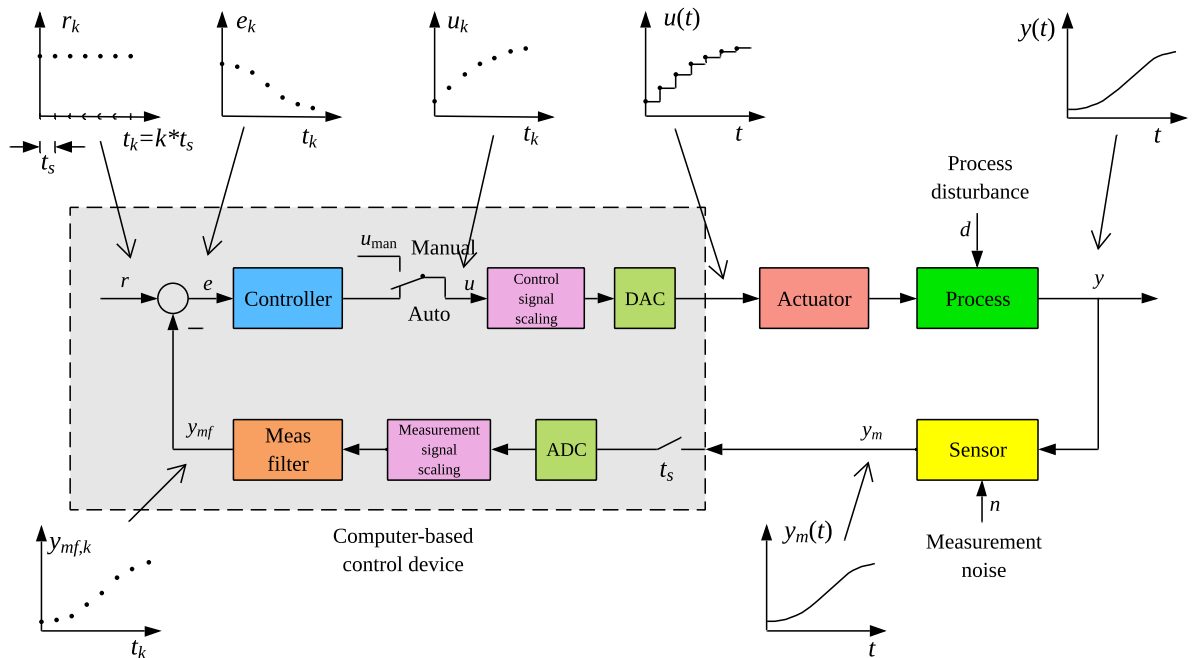 r_k
e_k
u_k
u(t)
y(t)
t_k=k*t_s
t_s
t_k
t_k
t
t
Process
disturbance
d
r
e
u_man
Manual
u
Auto
Controller
Control
signal
scaling
DAC
Actuator
Process
y
–
y_mf
Meas
filter
Measurement
signal
scaling
ADC
t_s
y_m
Sensor
n
Measurement
noise
Computer-based
control device
y_mf,k
t_k
y_m(t)
t